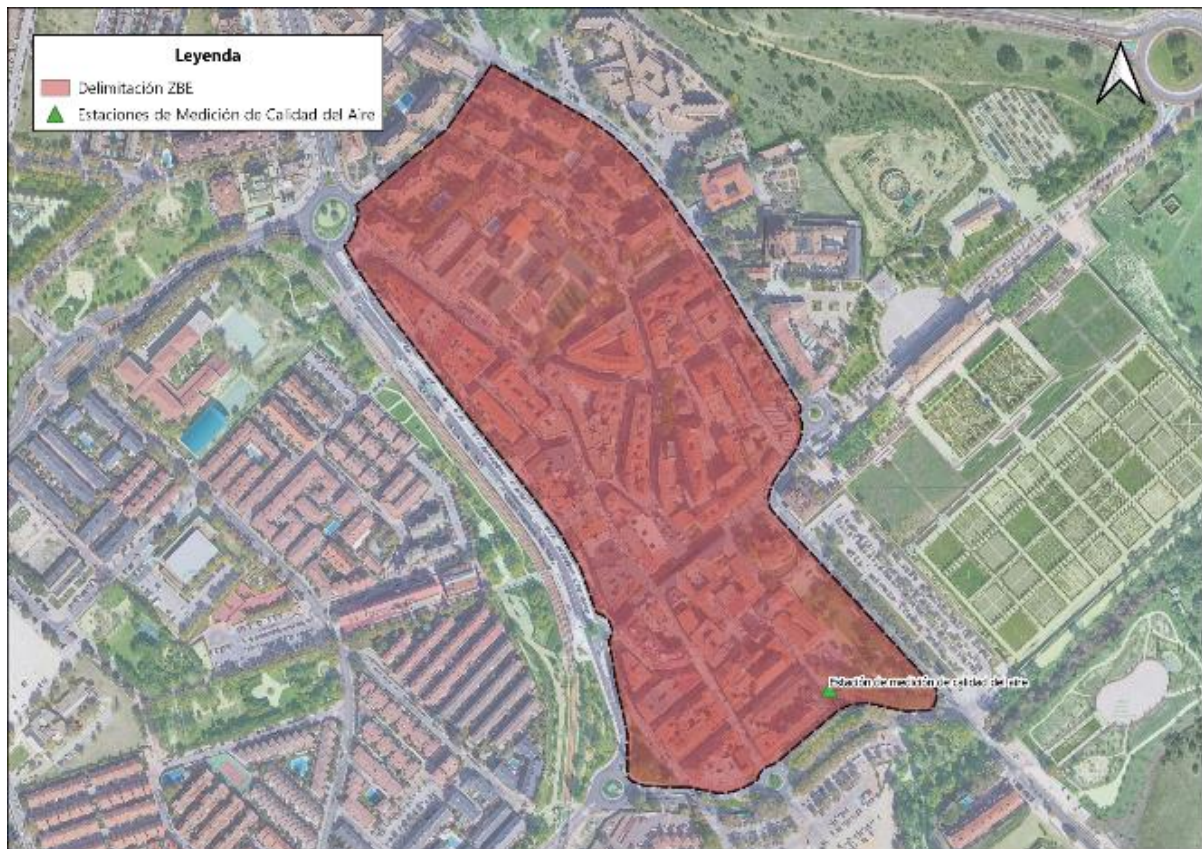 Leyenda
Delimitación ZBE
Estaciones de Medición de Calidad del Aire
Estación de medición de calidad del aire